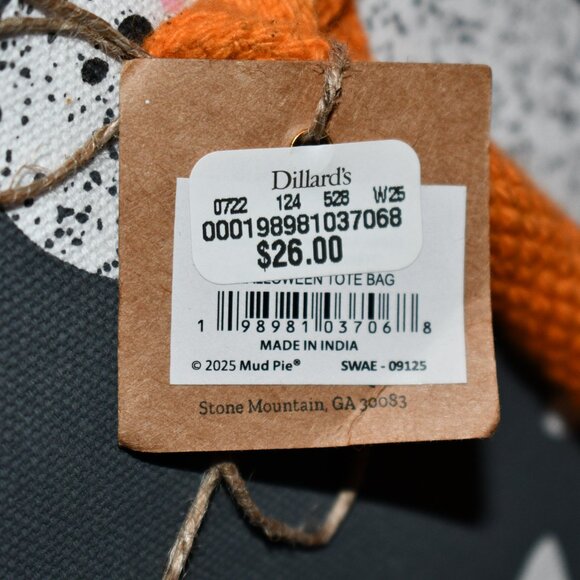 Dillard's
0722 124 528 W25
000198981037068
$26.00
TOTE BAG
1 98981 03706 8
MADE IN INDIA
© 2025 Mud Pie® SWAE - 09125
Stone Mountain, GA 30083